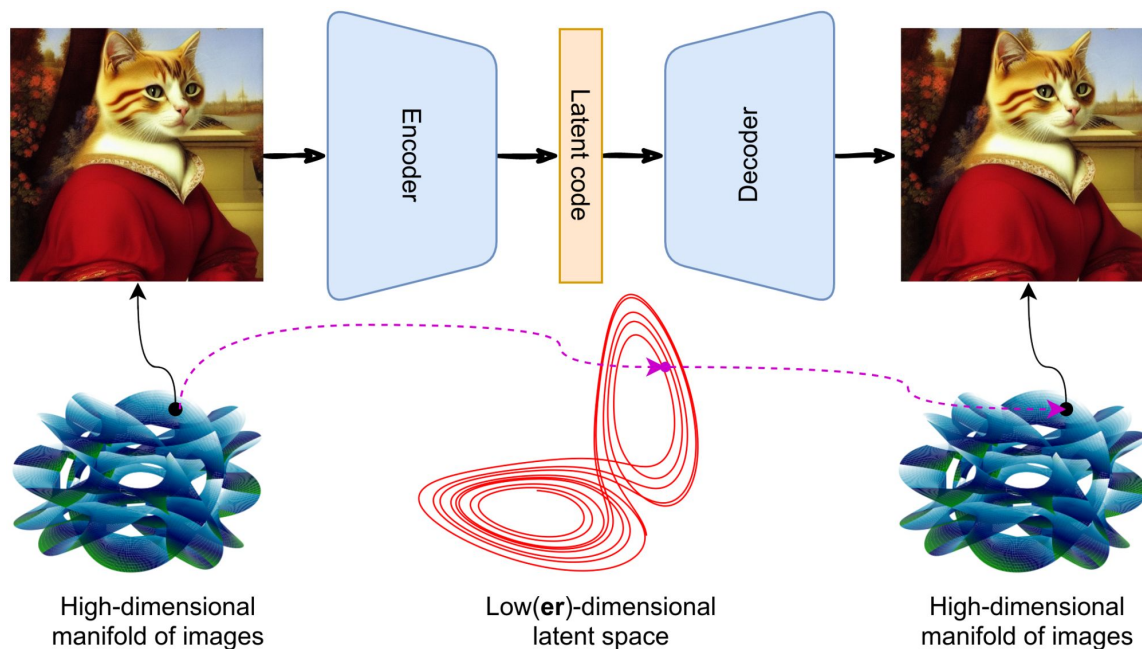 Encoder
Latent code
Decoder
High-dimensional
manifold of images
Low(er)-dimensional
latent space
High-dimensional
manifold of images